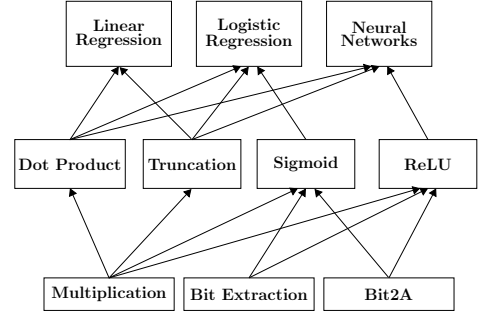 Linear
Regression
Logistic
Regression
Neural
Networks
Dot Product
Truncation
Sigmoid
ReLU
Multiplication
Bit Extraction
Bit2A